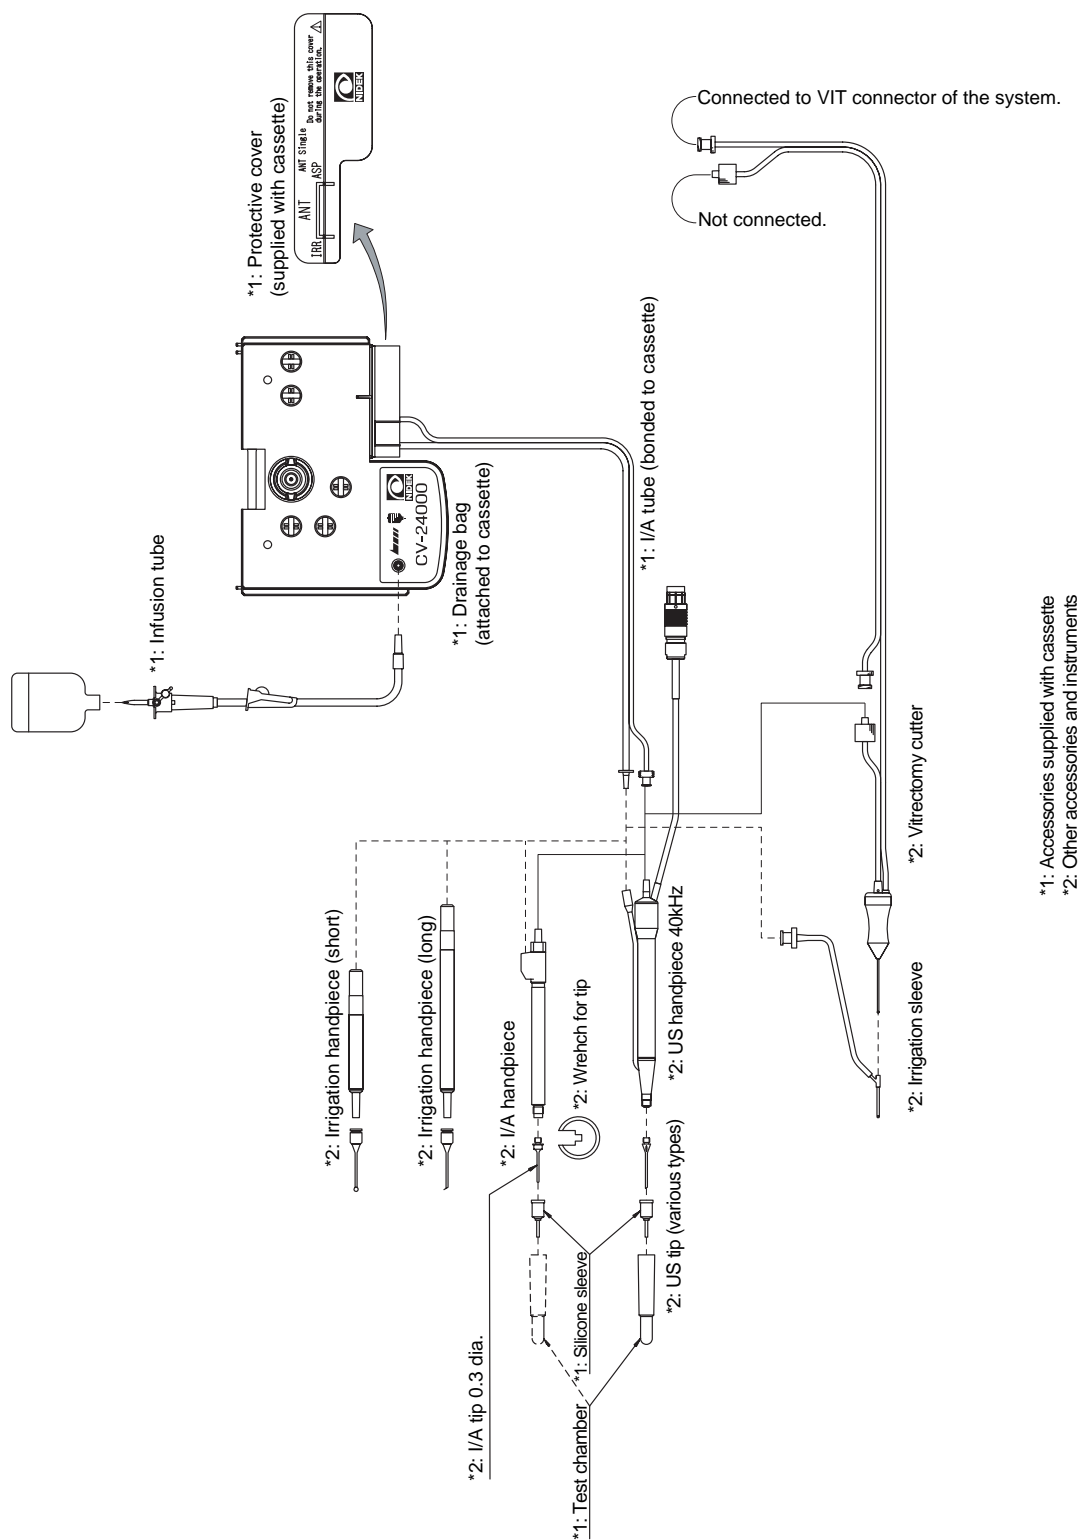 *1: Protective cover
(supplied with cassette)
IRR
ANT
ASP
ANT Single
Do not remove this cover
during the operation.
NIDEK
Connected to VIT connector of the system.
Not connected.
*1: Infusion tube
NIDEK
CV-24000
*1: Drainage bag
(attached to cassette)
*1: I/A tube (bonded to cassette)
*2: Irrigation handpiece (short)
*2: Irrigation handpiece (long)
*2: I/A handpiece
*2: Wrehch for tip
*2: US handpiece 40kHz
*2: Vitrectomy cutter
*2: Irrigation sleeve
*2: I/A tip 0.3 dia.
*1: Silicone sleeve
*2: US tip (various types)
*1: Test chamber
*1: Accessories supplied with cassette
*2: Other accessories and instruments